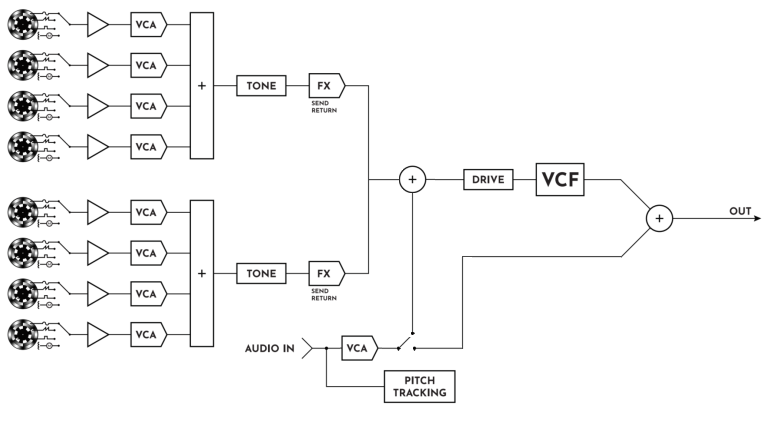 VCA
VCA
VCA
VCA
+
TONE
FX
SEND
RETURN
+
DRIVE
VCF
+
OUT
VCA
VCA
VCA
VCA
+
TONE
FX
SEND
RETURN
AUDIO IN
VCA
PITCH
TRACKING